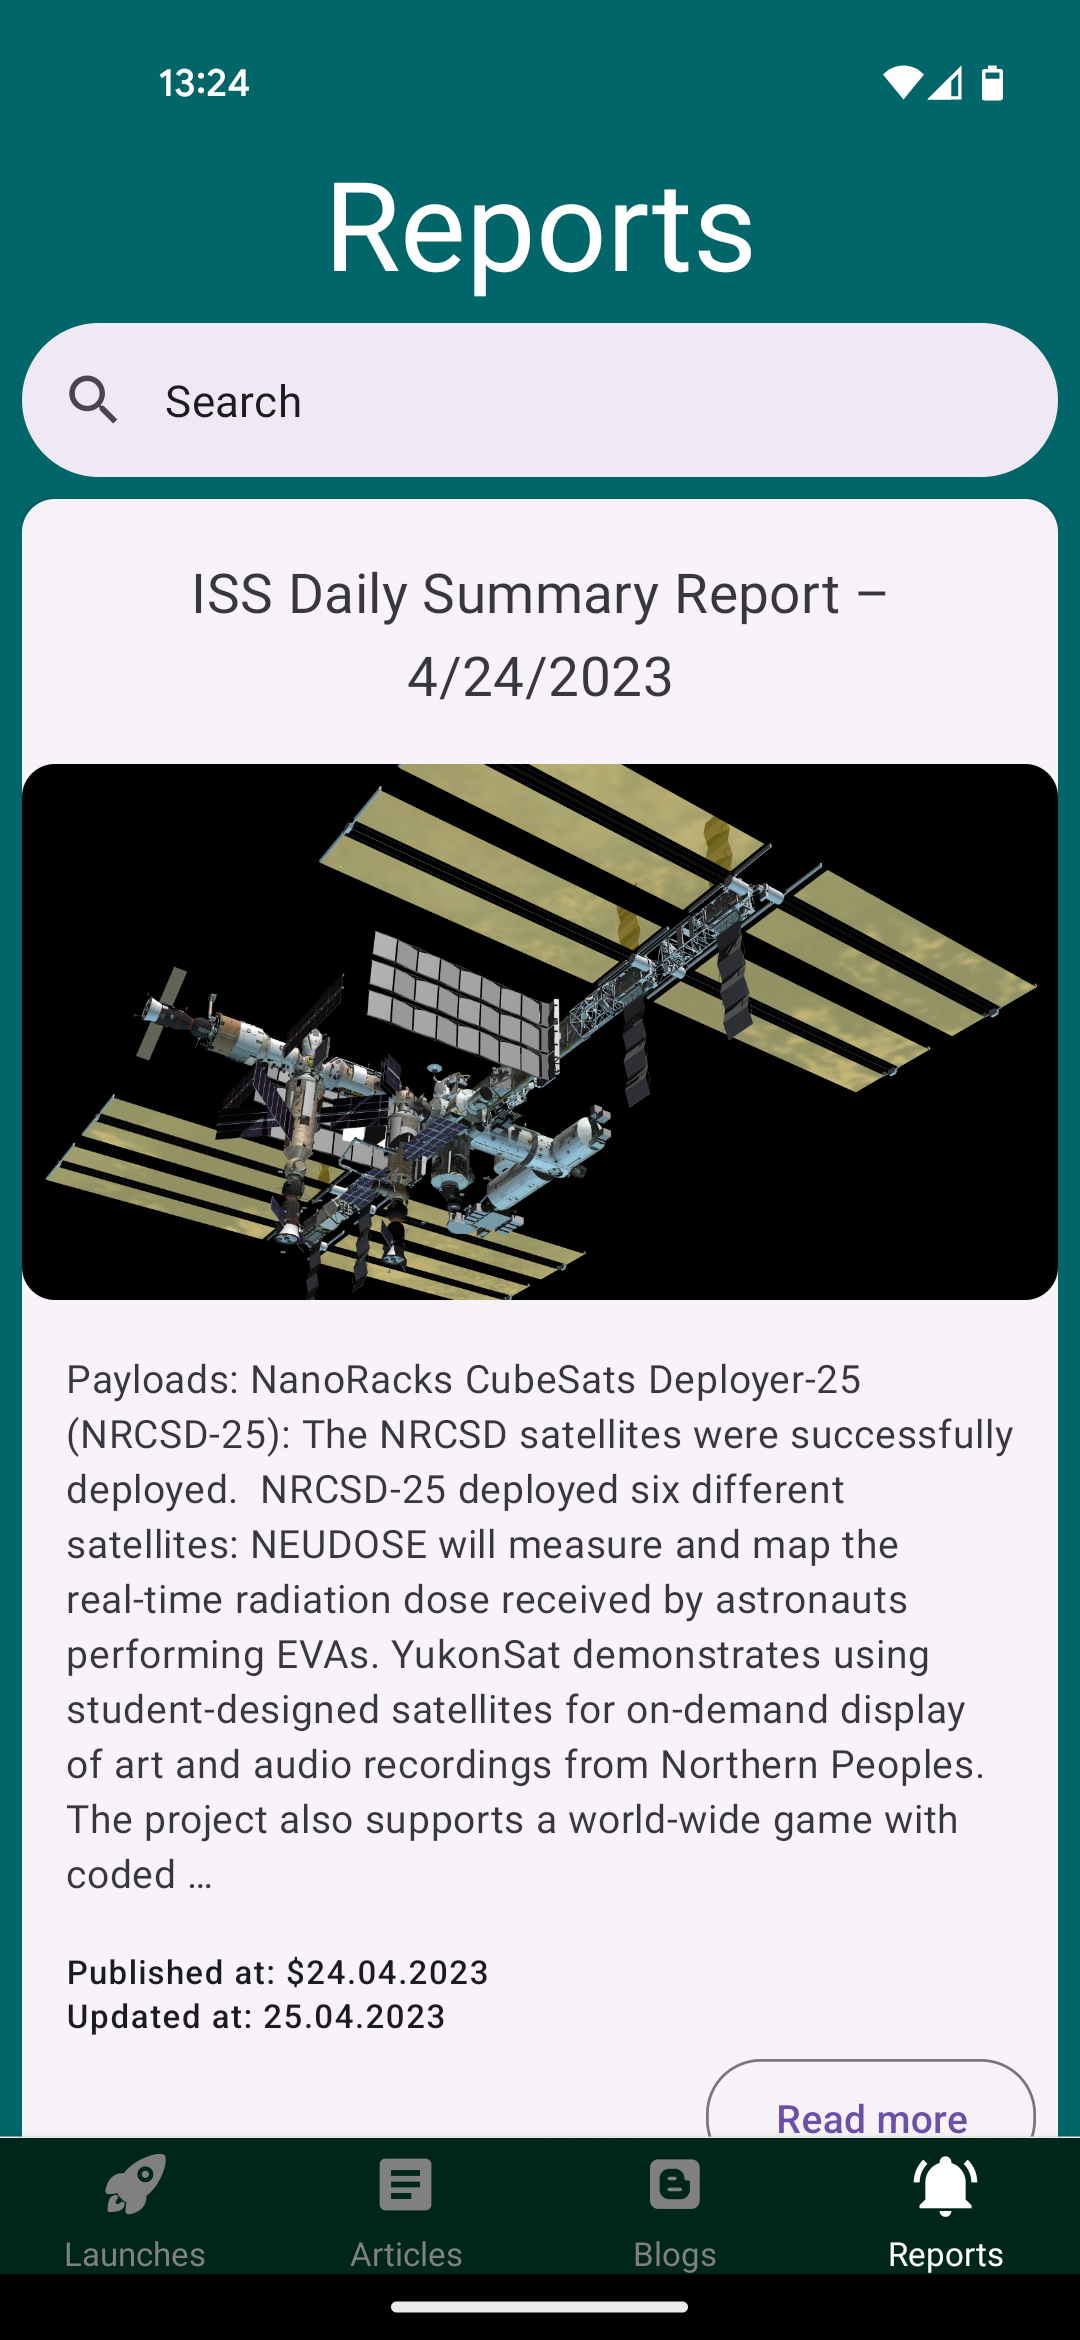 13:24
Reports
Search
ISS Daily Summary Report –
4/24/2023
Payloads: NanoRacks CubeSats Deployer-25
(NRCSD-25): The NRCSD satellites were successfully
deployed.  NRCSD-25 deployed six different
satellites: NEUDOSE will measure and map the
real-time radiation dose received by astronauts
performing EVAs. YukonSat demonstrates using
student-designed satellites for on-demand display
of art and audio recordings from Northern Peoples.
The project also supports a world-wide game with
coded …
Published at: $24.04.2023
Updated at: 25.04.2023
Read more
Launches
Articles
Blogs
Reports